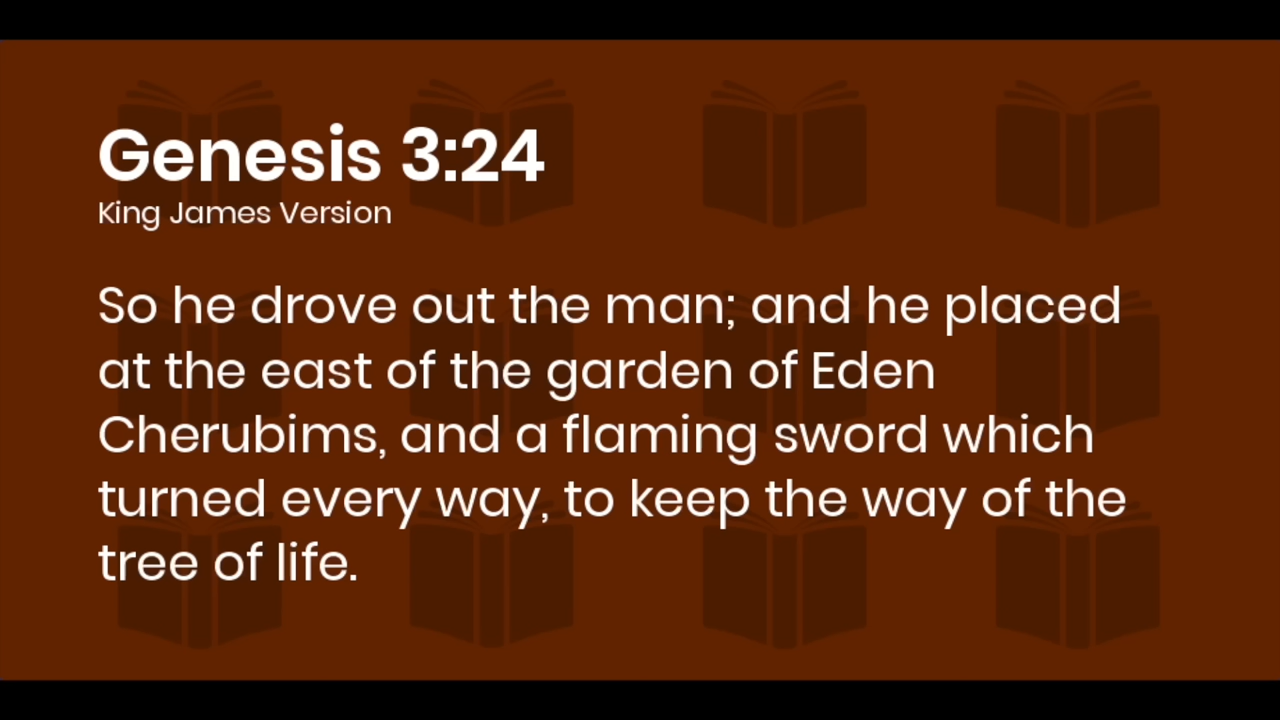 Genesis 3:24
King James Version
So he drove out the man; and he placed
at the east of the garden of Eden
Cherubims, and a flaming sword which
turned every way, to keep the way of the
tree of life.